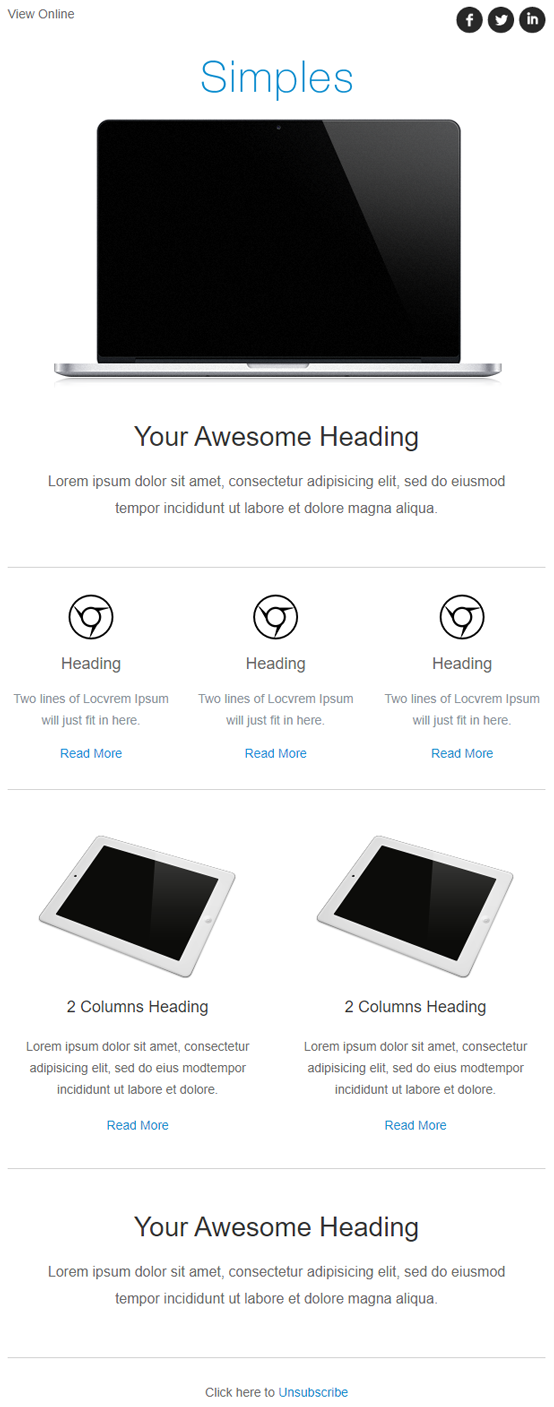 View Online
Simples
Your Awesome Heading
Lorem ipsum dolor sit amet, consectetur adipisicing elit, sed do eiusmod
tempor incididunt ut labore et dolore magna aliqua.
Heading
Two lines of Locvrem Ipsum
will just fit in here.
Read More
Heading
Two lines of Locvrem Ipsum
will just fit in here.
Read More
Heading
Two lines of Locvrem Ipsum
will just fit in here.
Read More
2 Columns Heading
Lorem ipsum dolor sit amet, consectetur
adipisicing elit, sed do eius modtempor
incididunt ut labore et dolore.
Read More
2 Columns Heading
Lorem ipsum dolor sit amet, consectetur
adipisicing elit, sed do eius modtempor
incididunt ut labore et dolore.
Read More
Your Awesome Heading
Lorem ipsum dolor sit amet, consectetur adipisicing elit, sed do eiusmod
tempor incididunt ut labore et dolore magna aliqua.
Click here to Unsubscribe